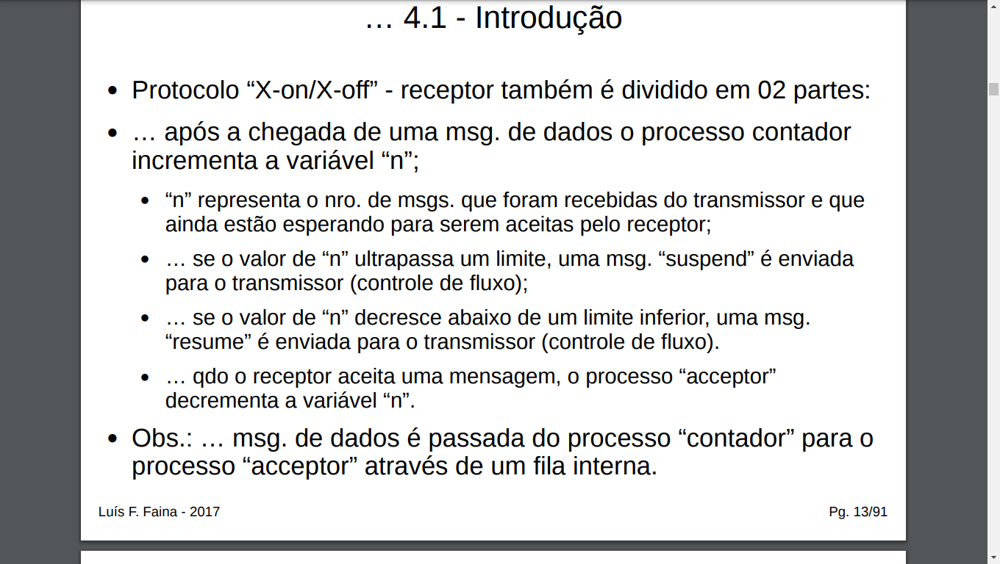 … 4.1 - Introdução
• Protocolo “X-on/X-off” - receptor também é dividido em 02 partes:
• … após a chegada de uma msg. de dados o processo contador
incrementa a variável “n”;
• “n” representa o nro. de msgs. que foram recebidas do transmissor e que
ainda estão esperando para serem aceitas pelo receptor;
• … se o valor de “n” ultrapassa um limite, uma msg. “suspend” é enviada
para o transmissor (controle de fluxo);
• … se o valor de “n” decresce abaixo de um limite inferior, uma msg.
“resume” é enviada para o transmissor (controle de fluxo).
• … qdo o receptor aceita uma mensagem, o processo “acceptor”
decrementa a variável “n”.
• Obs.: … msg. de dados é passada do processo “contador” para o
processo “acceptor” através de um fila interna.
Luís F. Faina - 2017
Pg. 13/91